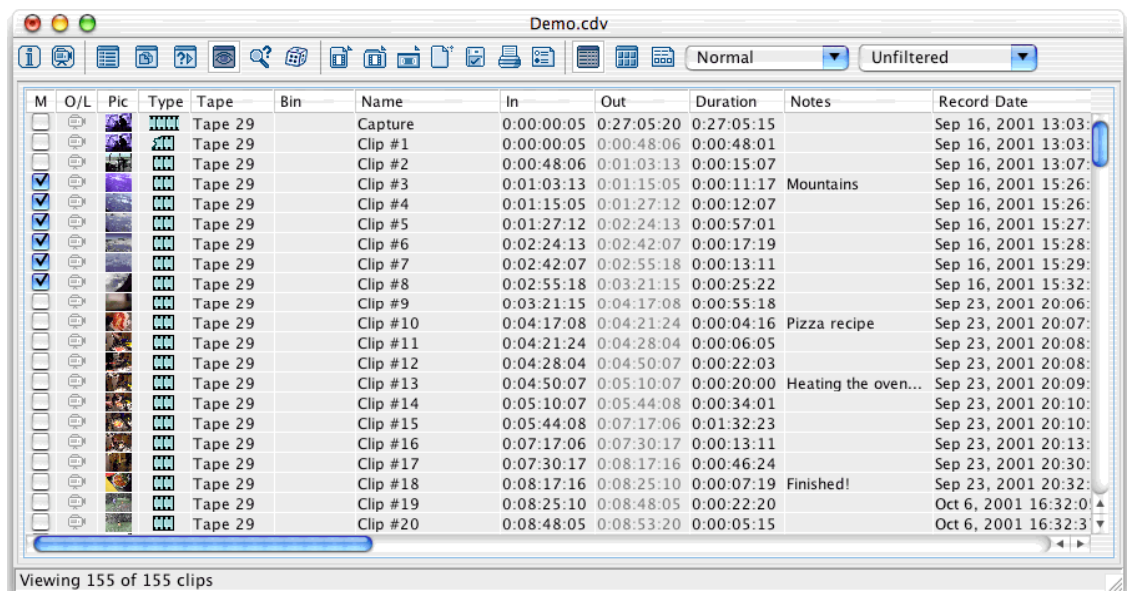 Demo.cdv
Normal Unfiltered
M O/L Pic Type Tape Bin Name In Out Duration Notes Record Date
Tape 29 Capture 0:00:00:05 0:27:05:20 0:27:05:15 Sep 16, 2001 13:03:
Tape 29 Clip #1 0:00:00:05 0:00:48:06 0:00:48:01 Sep 16, 2001 13:03:
Tape 29 Clip #2 0:00:48:06 0:01:03:13 0:00:15:07 Sep 16, 2001 13:07:
Tape 29 Clip #3 0:01:03:13 0:01:15:05 0:00:11:17 Mountains Sep 16, 2001 15:26:
Tape 29 Clip #4 0:01:15:05 0:01:27:12 0:00:12:07 Sep 16, 2001 15:26:
Tape 29 Clip #5 0:01:27:12 0:02:24:13 0:00:57:01 Sep 16, 2001 15:27:
Tape 29 Clip #6 0:02:24:13 0:02:42:07 0:00:17:19 Sep 16, 2001 15:28:
Tape 29 Clip #7 0:02:42:07 0:02:55:18 0:00:13:11 Sep 16, 2001 15:29:
Tape 29 Clip #8 0:02:55:18 0:03:21:15 0:00:25:22 Sep 16, 2001 15:32:
Tape 29 Clip #9 0:03:21:15 0:04:17:08 0:00:55:18 Sep 23, 2001 20:06:
Tape 29 Clip #10 0:04:17:08 0:04:21:24 0:00:04:16 Pizza recipe Sep 23, 2001 20:07:
Tape 29 Clip #11 0:04:21:24 0:04:28:04 0:00:06:05 Sep 23, 2001 20:08:
Tape 29 Clip #12 0:04:28:04 0:04:50:07 0:00:22:03 Sep 23, 2001 20:08:
Tape 29 Clip #13 0:04:50:07 0:05:10:07 0:00:20:00 Heating the oven... Sep 23, 2001 20:09:
Tape 29 Clip #14 0:05:10:07 0:05:44:08 0:00:34:01 Sep 23, 2001 20:10:
Tape 29 Clip #15 0:05:44:08 0:07:17:06 0:01:32:23 Sep 23, 2001 20:10:
Tape 29 Clip #16 0:07:17:06 0:07:30:17 0:00:13:11 Sep 23, 2001 20:13:
Tape 29 Clip #17 0:07:30:17 0:08:17:16 0:00:46:24 Sep 23, 2001 20:30:
Tape 29 Clip #18 0:08:17:16 0:08:25:10 0:00:07:19 Finished! Sep 23, 2001 20:32:
Tape 29 Clip #19 0:08:25:10 0:08:48:05 0:00:22:20 Oct 6, 2001 16:32:0
Tape 29 Clip #20 0:08:48:05 0:08:53:20 0:00:05:15 Oct 6, 2001 16:32:3
Viewing 155 of 155 clips